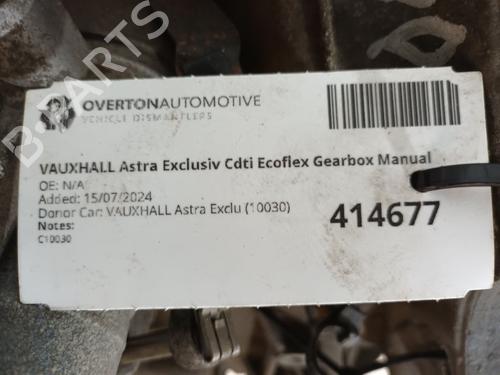 OVERTONAUTOMOTIVE
VEHICLE DISMANTLERS
VAUXHALL Astra Exclusiv Cdti Ecoflex Gearbox Manual
OE: N/A
Added: 15/07/2024
Donor Car: VAUXHALL Astra Exclu (10030)
Notes:
C10030
414677
B-PARTS